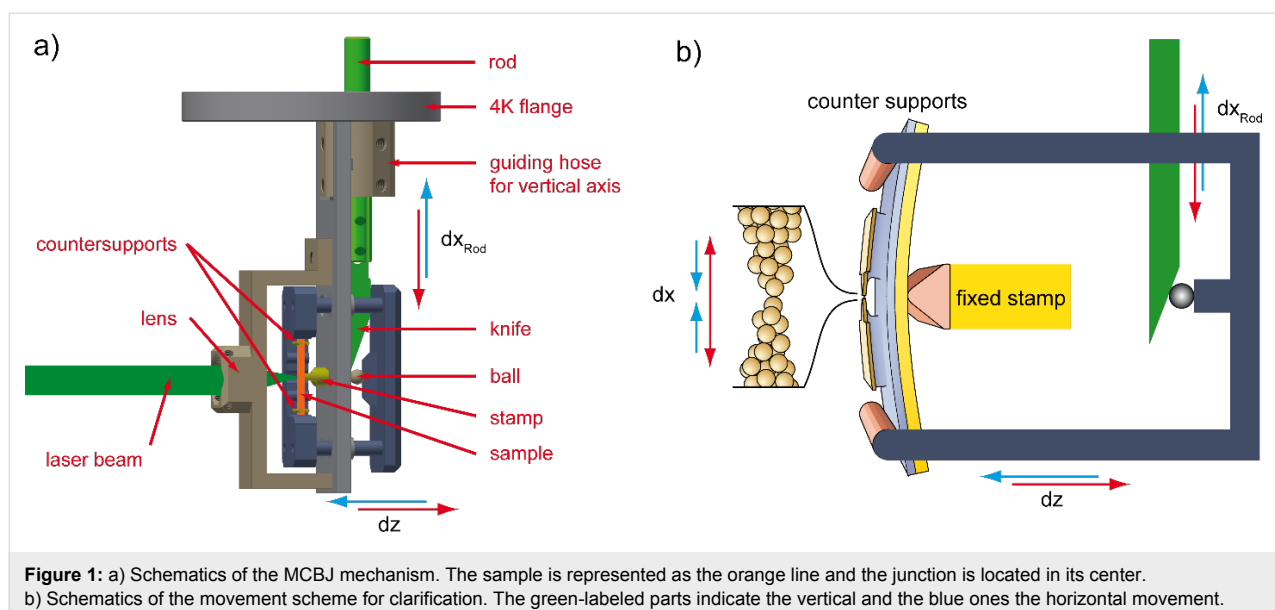 a)
rod
4K flange
guiding hose
for vertical axis
countersupports
dx_Rod
lens
knife
ball
stamp
sample
laser beam
dz
b)
counter supports
dx_Rod
dx
fixed stamp
dz
Figure 1: a) Schematics of the MCBJ mechanism. The sample is represented as the orange line and the junction is located in its center.
b) Schematics of the movement scheme for clarification. The green-labeled parts indicate the vertical and the blue ones the horizontal movement.